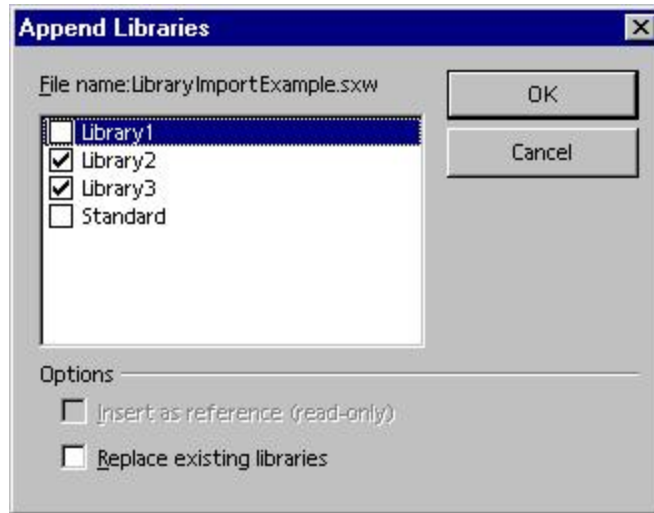 Append Libraries
File name:LibraryImportExample.sxw
OK
Library1
Library2
Library3
Standard
Cancel
Options
Insert as reference (read-only)
Replace existing libraries